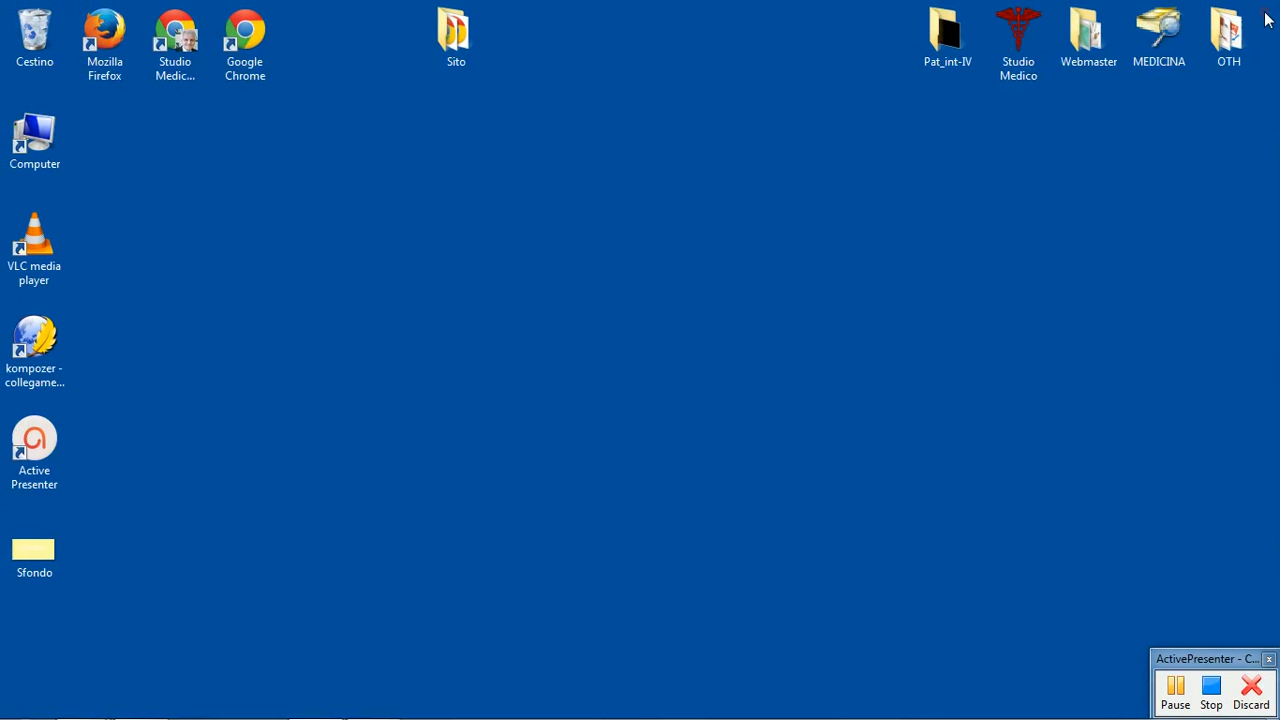 Cestino
Mozilla
Firefox
Studio
Medic...
Google
Chrome
Sito
Pat_int-IV
Studio
Medico
Webmaster
MEDICINA
OTH
Computer
VLC media
player
kompozer -
collegame...
Active
Presenter
Sfondo
ActivePresenter - C...
Pause
Stop
Discard